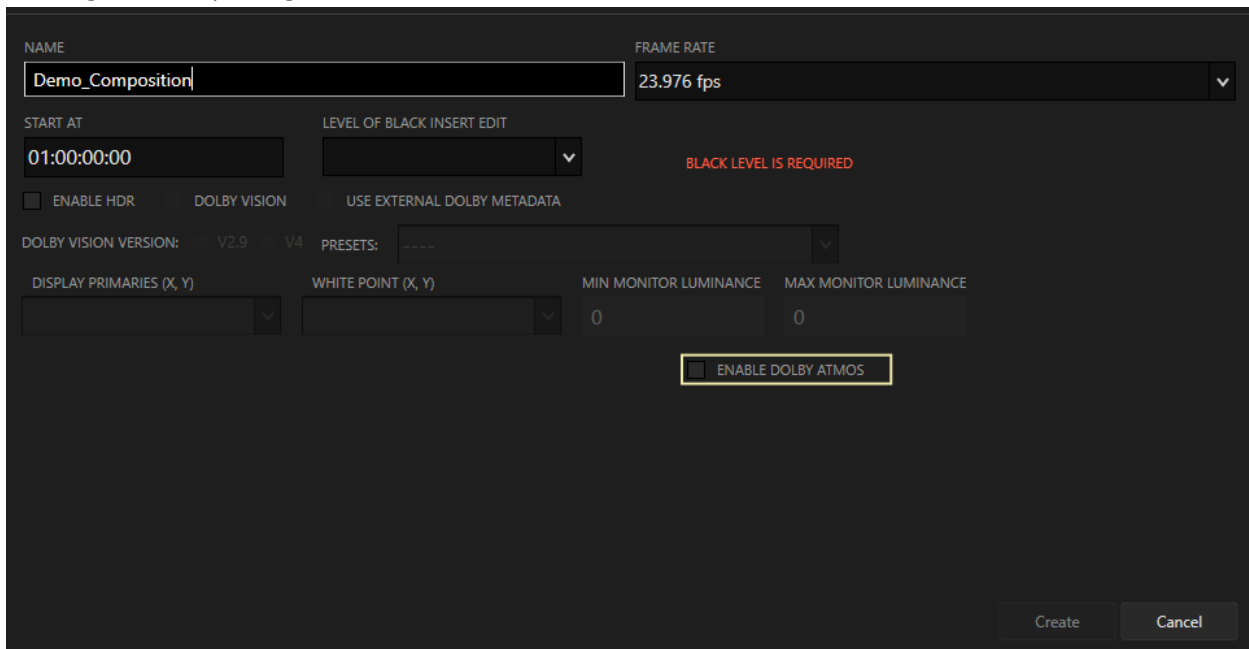 NAME
FRAME RATE
Demo_Composition
23.976 fps
START AT
LEVEL OF BLACK INSERT EDIT
01:00:00:00
BLACK LEVEL IS REQUIRED
ENABLE HDR
DOLBY VISION
USE EXTERNAL DOLBY METADATA
DOLBY VISION VERSION:
V2.9
V4
PRESETS:
----
DISPLAY PRIMARIES (X, Y)
WHITE POINT (X, Y)
MIN MONITOR LUMINANCE
MAX MONITOR LUMINANCE
0
0
ENABLE DOLBY ATMOS
Create
Cancel